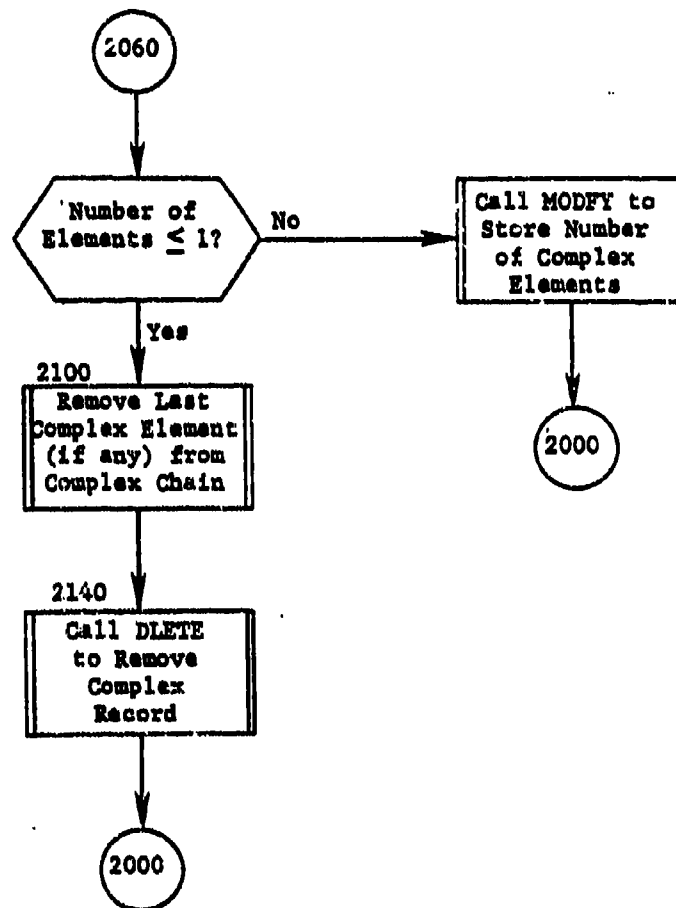 2060
Number of
Elements ≤ 1?
No
Call MODFY to
Store Number
of Complex
Elements
Yes
2000
2100
Remove Last
Complex Element
(if any) from
Complex Chain
2140
Call DLETE
to Remove
Complex
Record
2000